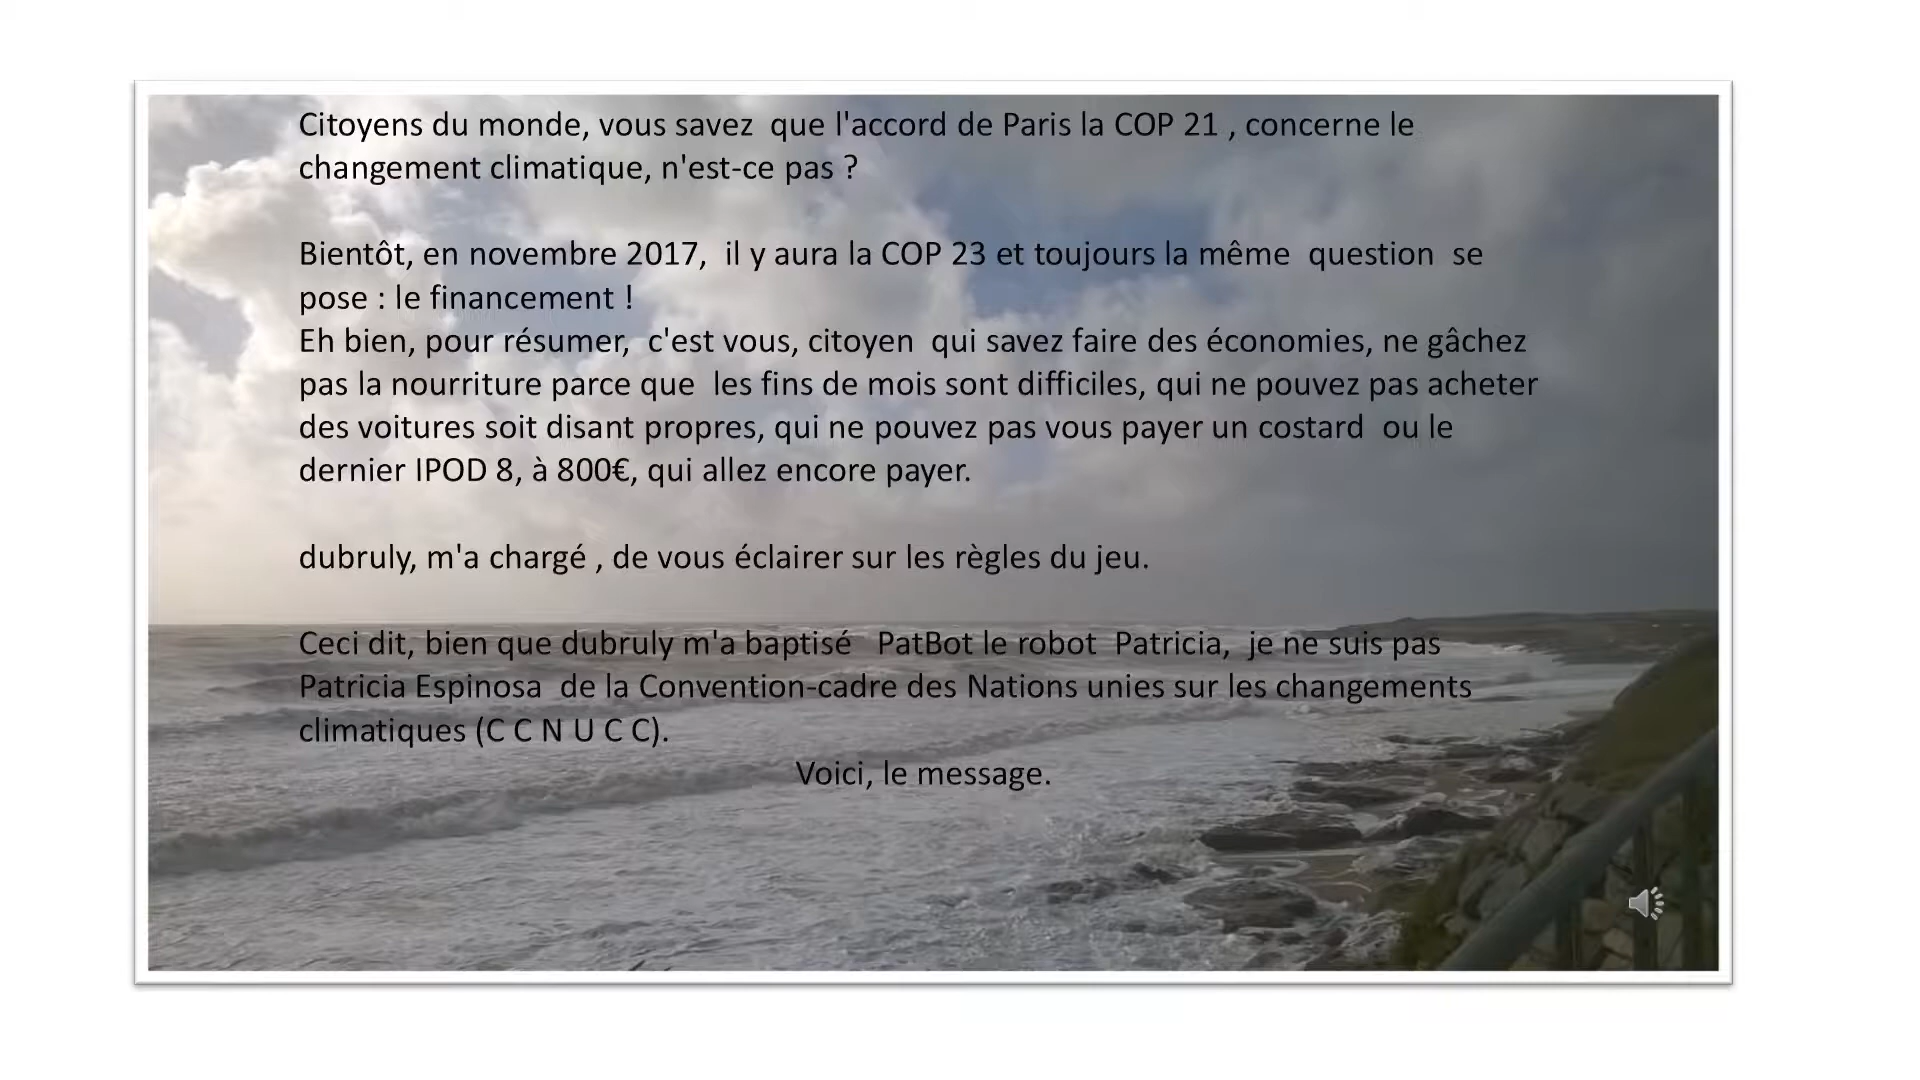 Citoyens du monde, vous savez  que l'accord de Paris la COP 21 , concerne le
changement climatique, n'est-ce pas ?
Bientôt, en novembre 2017,  il y aura la COP 23 et toujours la même  question  se
pose : le financement !
Eh bien, pour résumer,  c'est vous, citoyen  qui savez faire des économies, ne gâchez
pas la nourriture parce que  les fins de mois sont difficiles, qui ne pouvez pas acheter
des voitures soit disant propres, qui ne pouvez pas vous payer un costard  ou le
dernier IPOD 8, à 800€, qui allez encore payer.
dubruly, m'a chargé , de vous éclairer sur les règles du jeu.
Ceci dit, bien que dubruly m'a baptisé   PatBot le robot  Patricia,  je ne suis pas
Patricia Espinosa  de la Convention-cadre des Nations unies sur les changements
climatiques (C C N U C C).
Voici, le message.